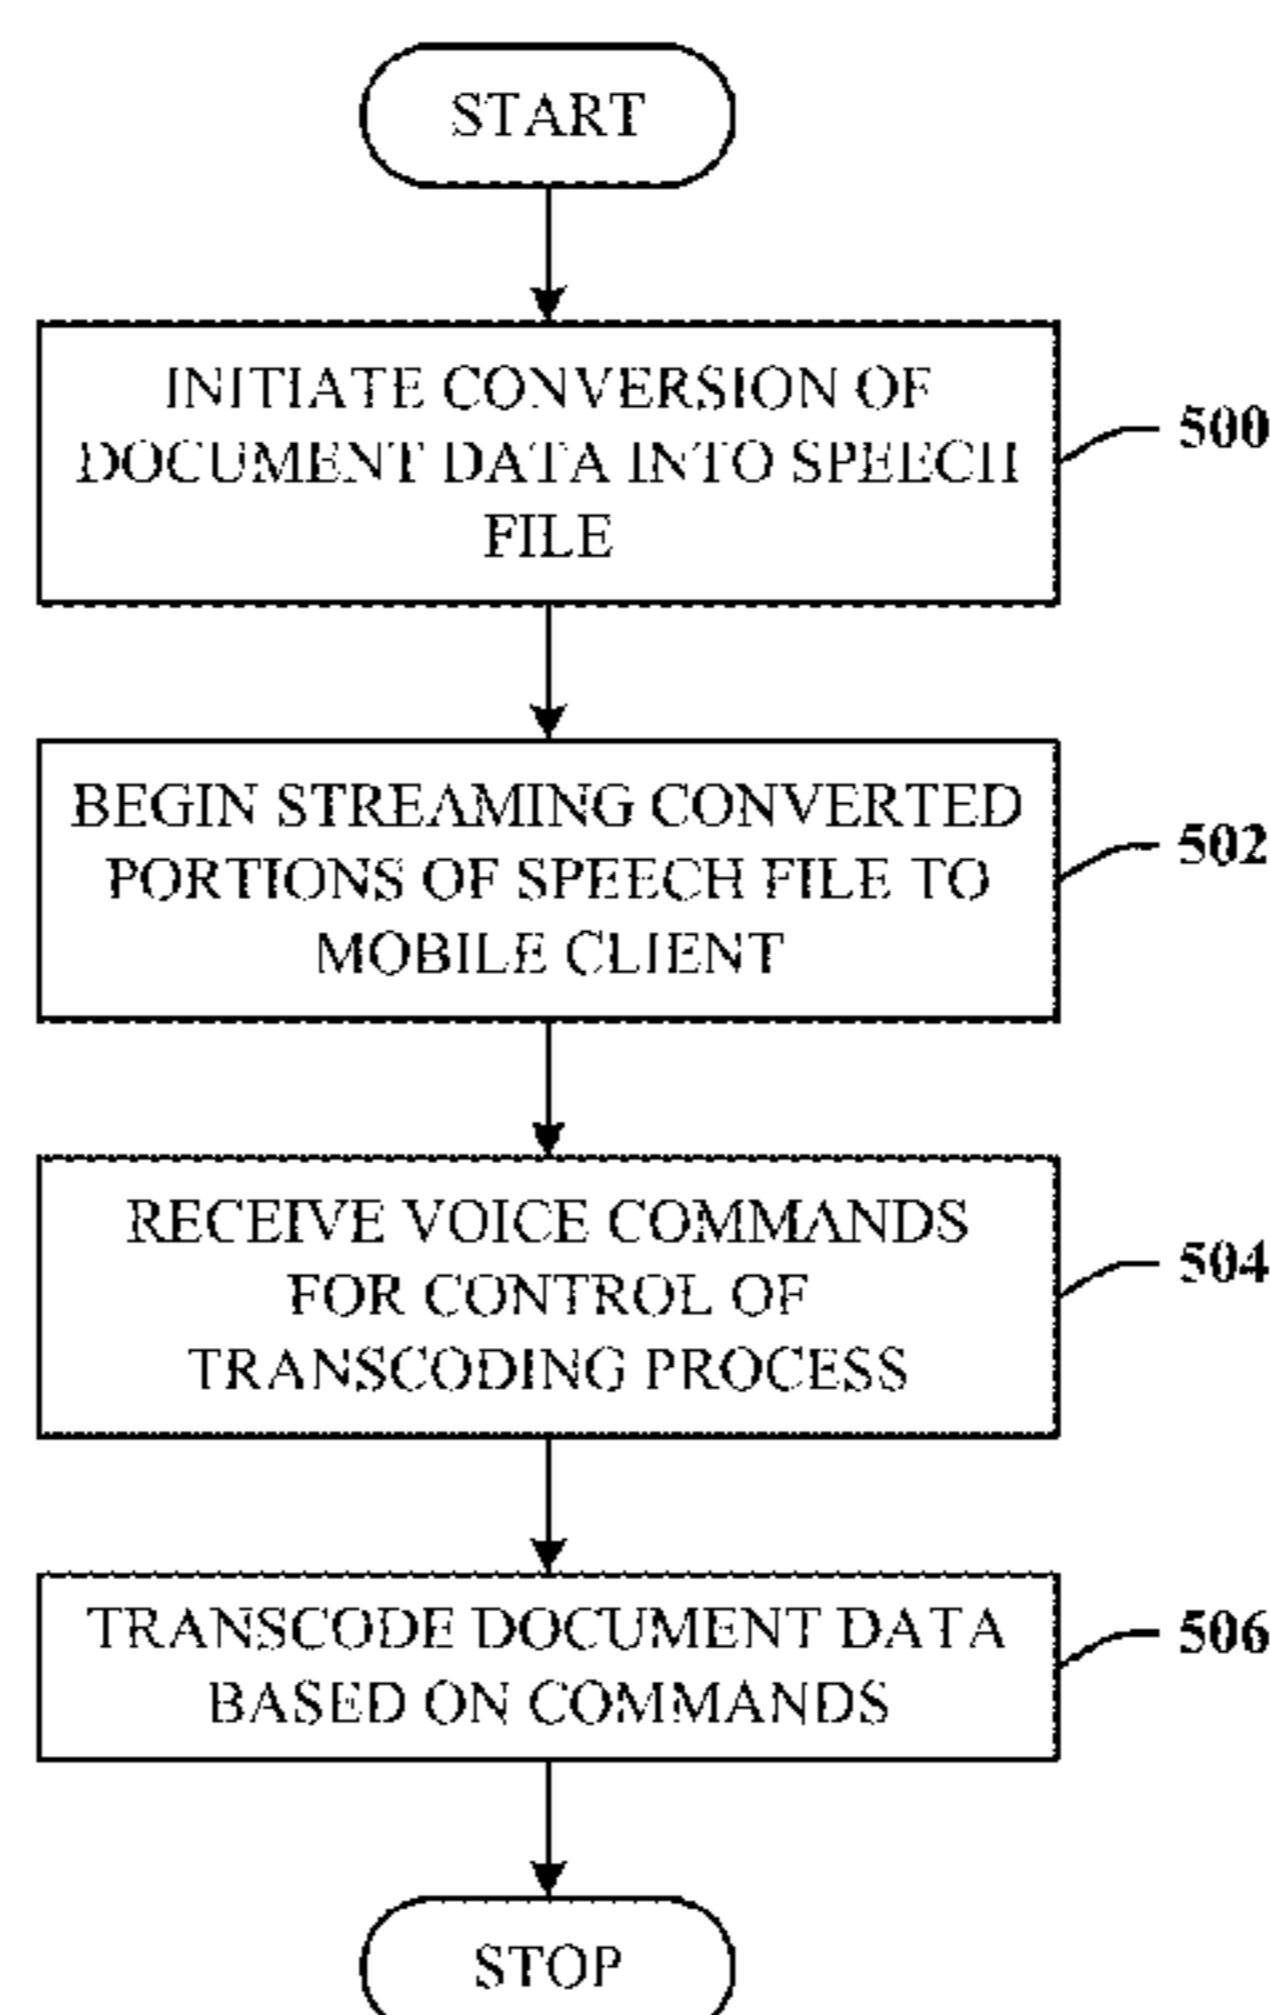 START
INITIATE CONVERSION OF
DOCUMENT DATA INTO SPEECH
FILE
500
BEGIN STREAMING CONVERTED
PORTIONS OF SPEECH FILE TO
MOBILE CLIENT
502
RECEIVE VOICE COMMANDS
FOR CONTROL OF
TRANSCODING PROCESS
504
TRANSCODE DOCUMENT DATA
BASED ON COMMANDS
506
STOP